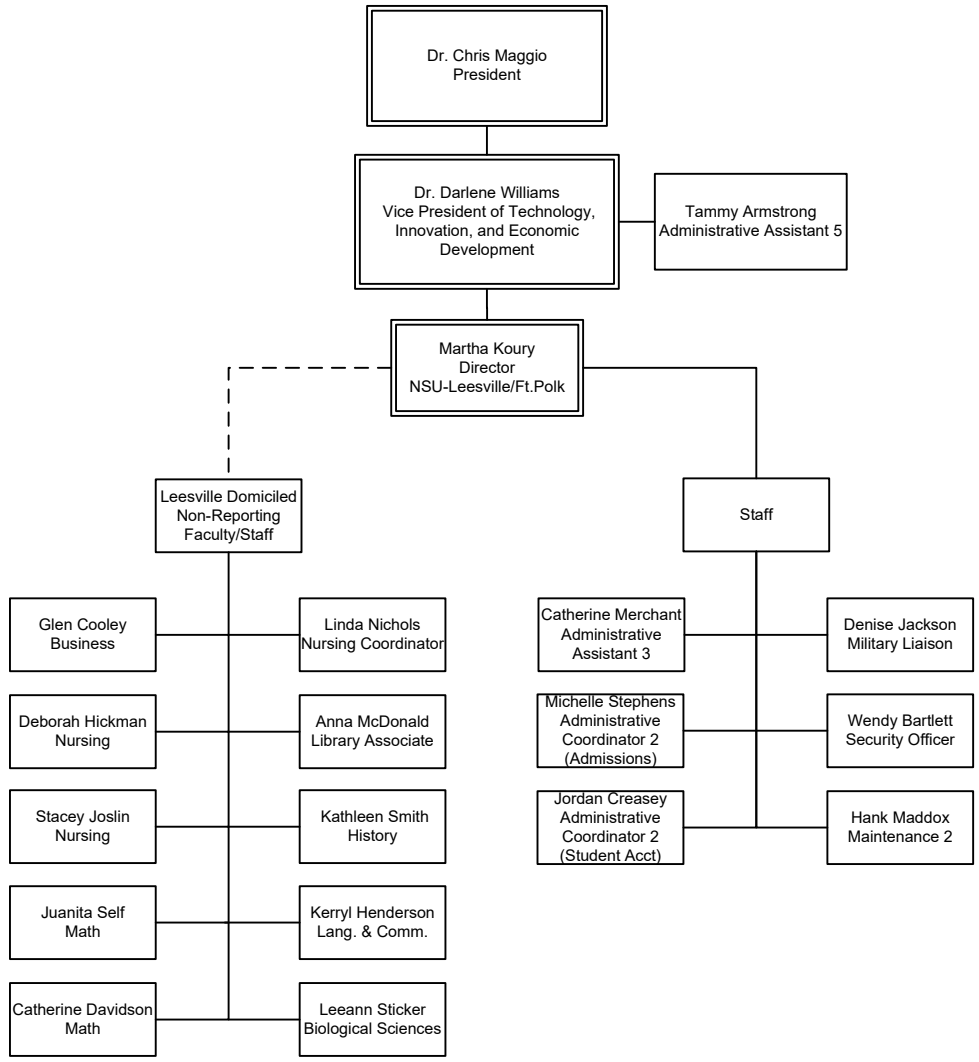 Dr. Chris Maggio
President
Dr. Darlene Williams
Vice President of Technology,
Innovation, and Economic
Development
Tammy Armstrong
Administrative Assistant 5
Martha Koury
Director
NSU-Leesville/Ft.Polk
Leesville Domiciled
Non-Reporting
Faculty/Staff
Staff
Glen Cooley
Business
Linda Nichols
Nursing Coordinator
Deborah Hickman
Nursing
Anna McDonald
Library Associate
Stacey Joslin
Nursing
Kathleen Smith
History
Juanita Self
Math
Kerryl Henderson
Lang. & Comm.
Catherine Davidson
Math
Leeann Sticker
Biological Sciences
Catherine Merchant
Administrative
Assistant 3
Denise Jackson
Military Liaison
Michelle Stephens
Administrative
Coordinator 2
(Admissions)
Wendy Bartlett
Security Officer
Jordan Creasey
Administrative
Coordinator 2
(Student Acct)
Hank Maddox
Maintenance 2